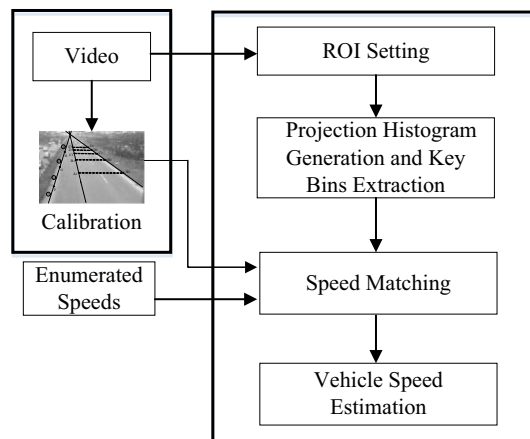 Video
Calibration
Enumerated
Speeds
ROI Setting
Projection Histogram
Generation and Key
Bins Extraction
Speed Matching
Vehicle Speed
Estimation